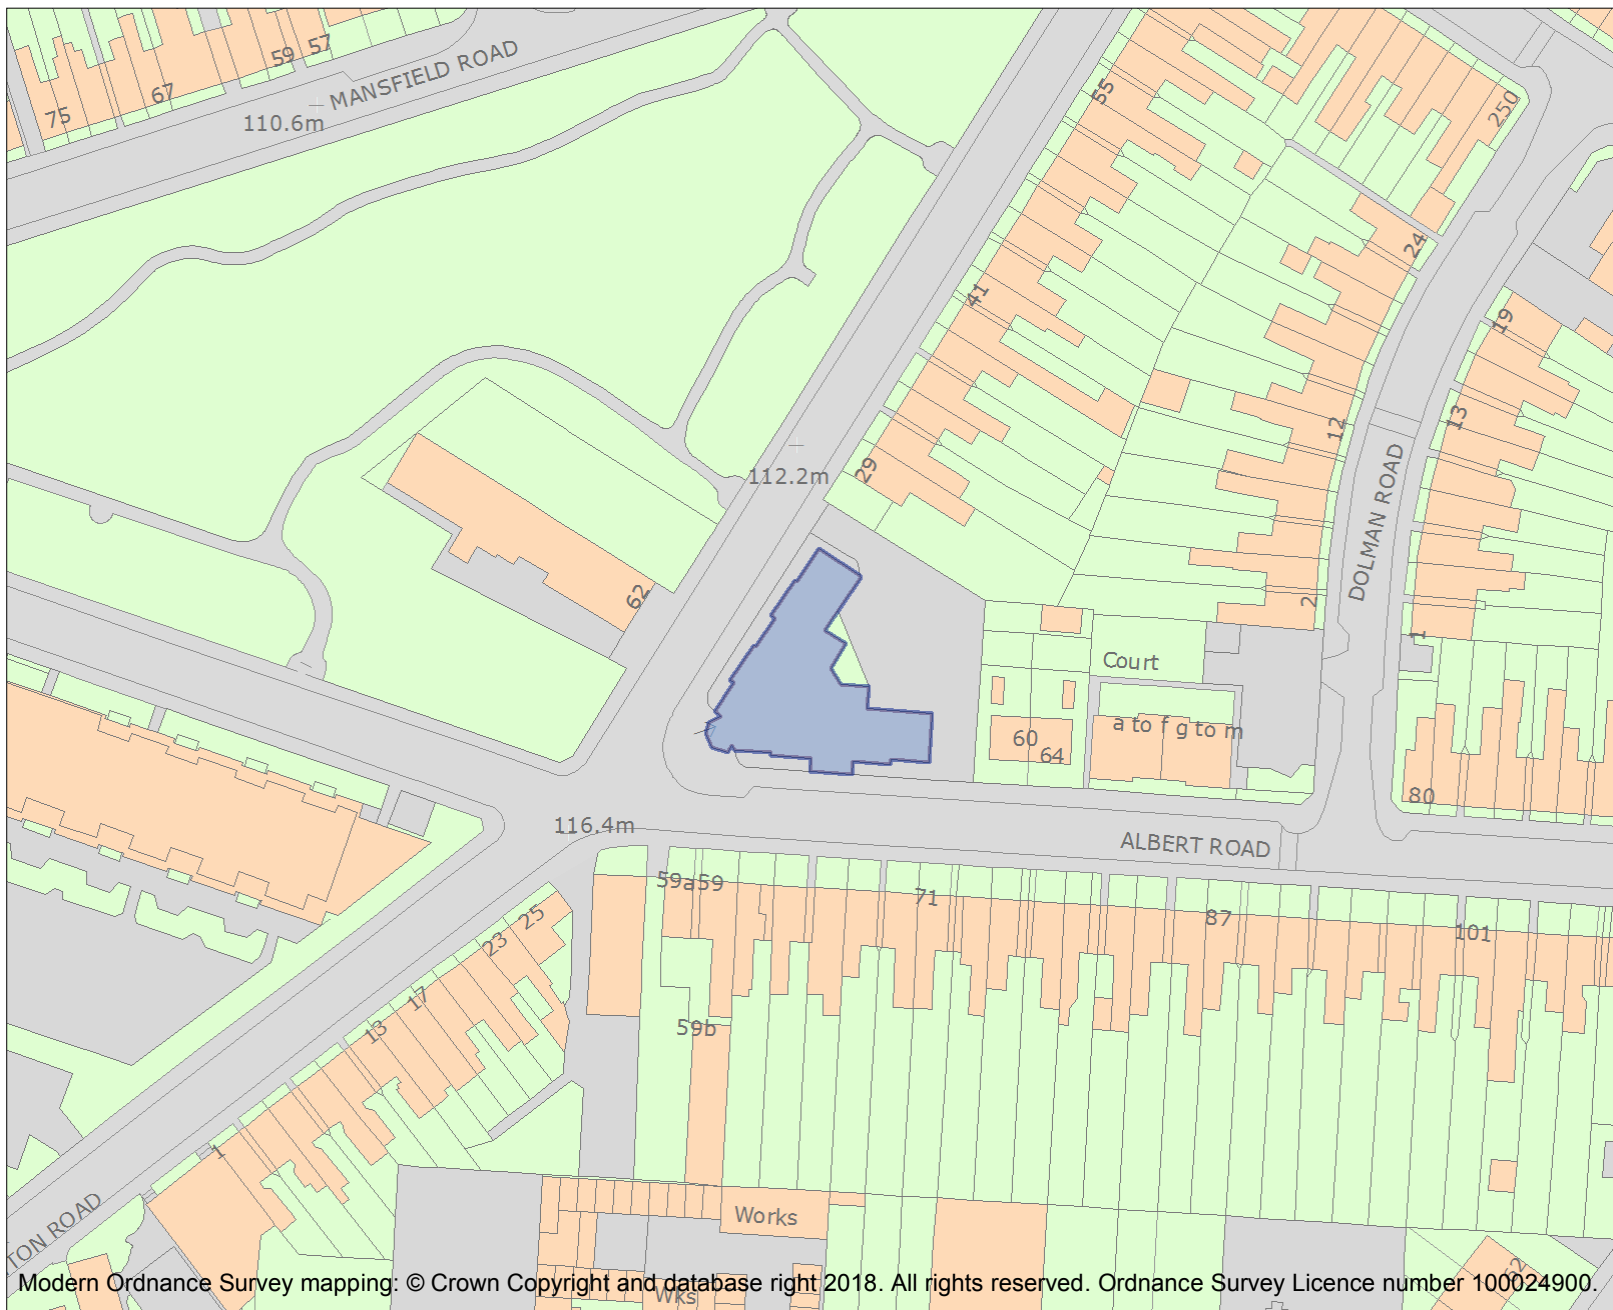 59 57
67
75
MANSFIELD ROAD
110.6m
55
250
24
41
19
12
13
112.2m
29
DOLMAN ROAD
62
2
1
Court
a to f g to m
60
64
80
116.4m
ALBERT ROAD
59a59
71
87
101
25
23
17
13
59b
1
TON ROAD
Works
Wks
Modern Ordnance Survey mapping: © Crown Copyright and database right 2018. All rights reserved. Ordnance Survey Licence number 100024900.